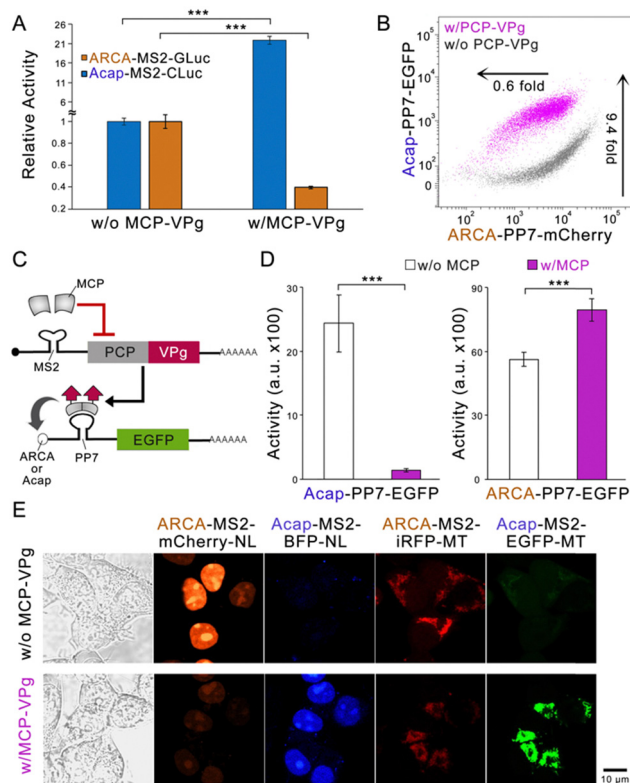 A
***
***
ARCA-MS2-GLuc
Acap-MS2-CLuc
Relative Activity
26
21
16
11
6
1
0.8
0.6
0.4
0.2
w/o MCP-VPg
w/MCP-VPg
B
w/PCP-VPg
w/o PCP-VPg
Acap-PP7-EGFP
10⁵
10⁴
10³
10²
0
0.6 fold
9.4 fold
10² 10³ 10⁴ 10⁵
ARCA-PP7-mCherry
C
MCP
MS2
PCP
VPg
AAAAAA
ARCA
or
Acap
PP7
EGFP
AAAAAA
D
w/o MCP
w/MCP
Activity (a.u. x100)
30
20
10
0
***
Acap-PP7-EGFP
Activity (a.u. x100)
90
60
30
0
***
ARCA-PP7-EGFP
E
ARCA-MS2-
mCherry-NL
Acap-MS2-
BFP-NL
ARCA-MS2-
iRFP-MT
Acap-MS2-
EGFP-MT
w/o MCP-VPg
w/MCP-VPg
10 µm